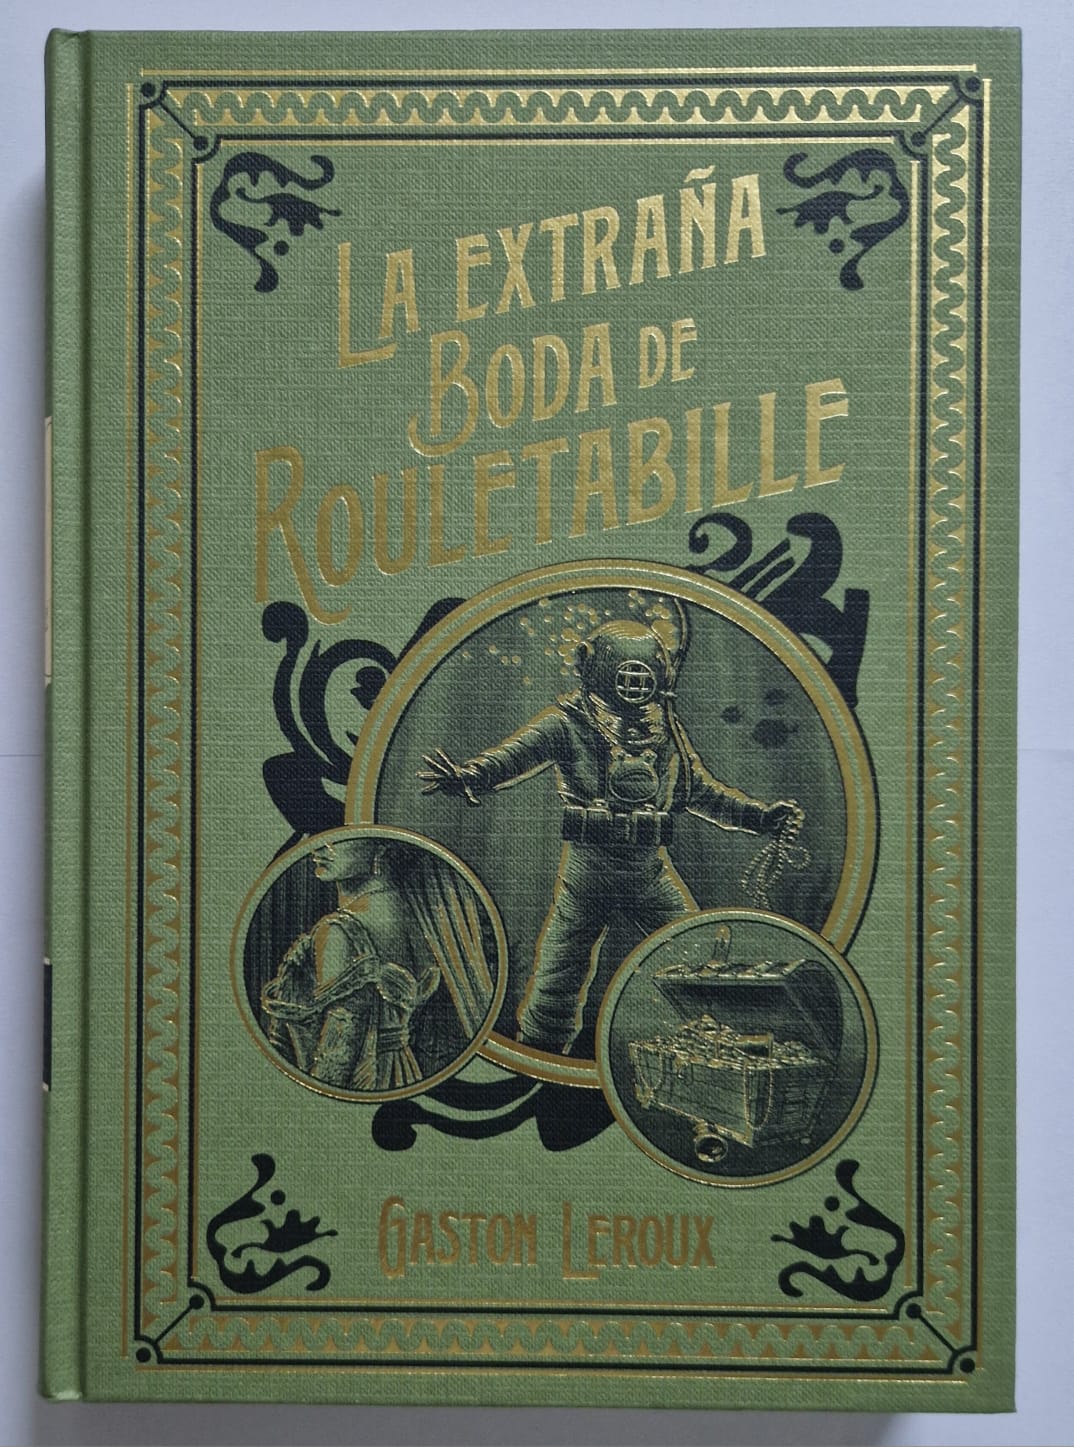 LA EXTRAÑA
BODA DE
ROULETABILLE
GASTON LEROUX